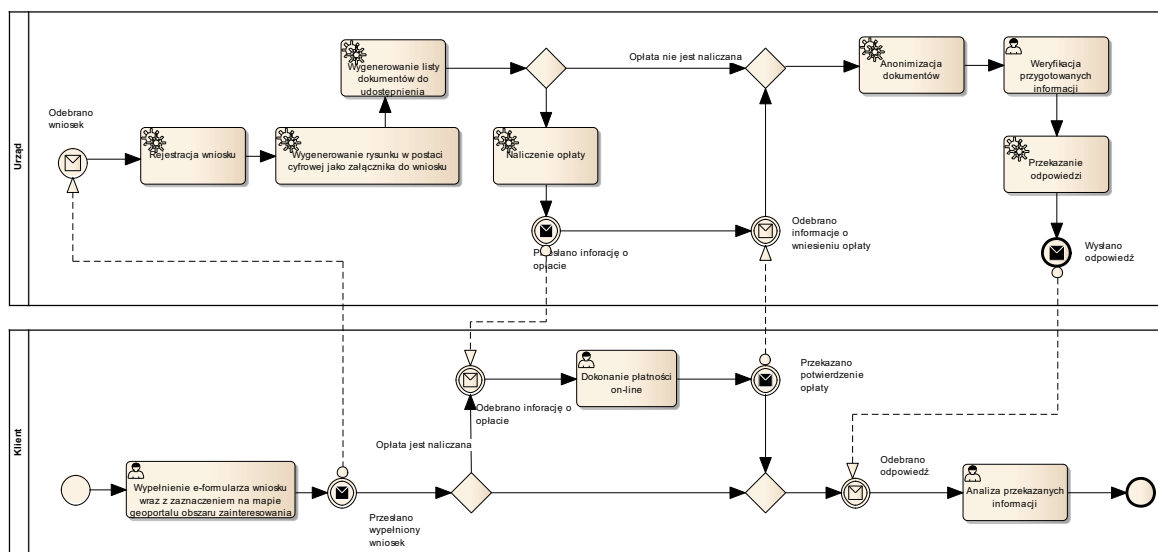 Urząd
Odebrano
wniosek
Rejestracja wniosku
Wygenerowanie rysunku w postaci
cyfrowej jako załącznika do wniosku
Wygenerowanie listy
dokumentów do
udostępnienia
Opłata nie jest naliczana
Naliczenie opłaty
Przesłano inforację o
opłacie
Odebrano
informacje o
wniesieniu opłaty
Anonimizacja
dokumentów
Weryfikacja
przygotowanych
informacji
Przekazanie
odpowiedzi
Wysłano
odpowiedź
Klient
Wypełnienie e-formularza wniosku
wraz z zaznaczeniem na mapie
geoportalu obszaru zainteresowania
Przesłano
wypełniony
wniosek
Opłata jest naliczana
Odebrano inforację o
opłacie
Dokonanie płatności
on-line
Przekazano
potwierdzenie
opłaty
Odebrano
odpowiedź
Analiza przekazanych
informacji